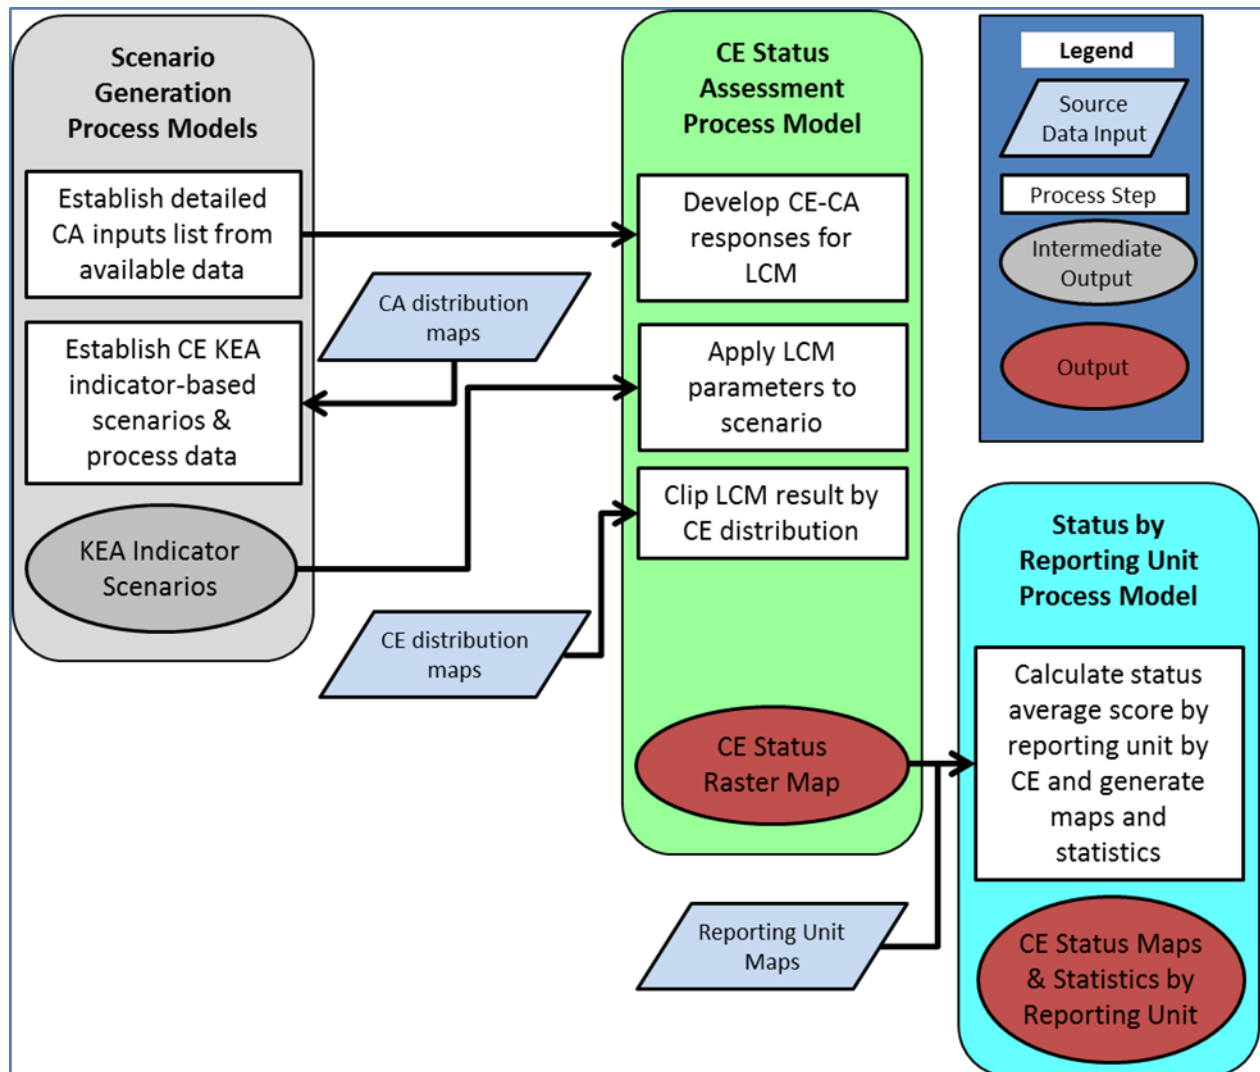 Scenario
Generation
Process Models
Establish detailed
CA inputs list from
available data
Establish CE KEA
indicator-based
scenarios &
process data
KEA Indicator
Scenarios
CA distribution
maps
CE distribution
maps
CE Status
Assessment
Process Model
Develop CE-CA
responses for
LCM
Apply LCM
parameters to
scenario
Clip LCM result by
CE distribution
CE Status
Raster Map
Reporting Unit
Maps
Legend
Source
Data Input
Process Step
Intermediate
Output
Output
Status by
Reporting Unit
Process Model
Calculate status
average score by
reporting unit by
CE and generate
maps and
statistics
CE Status Maps
& Statistics by
Reporting Unit